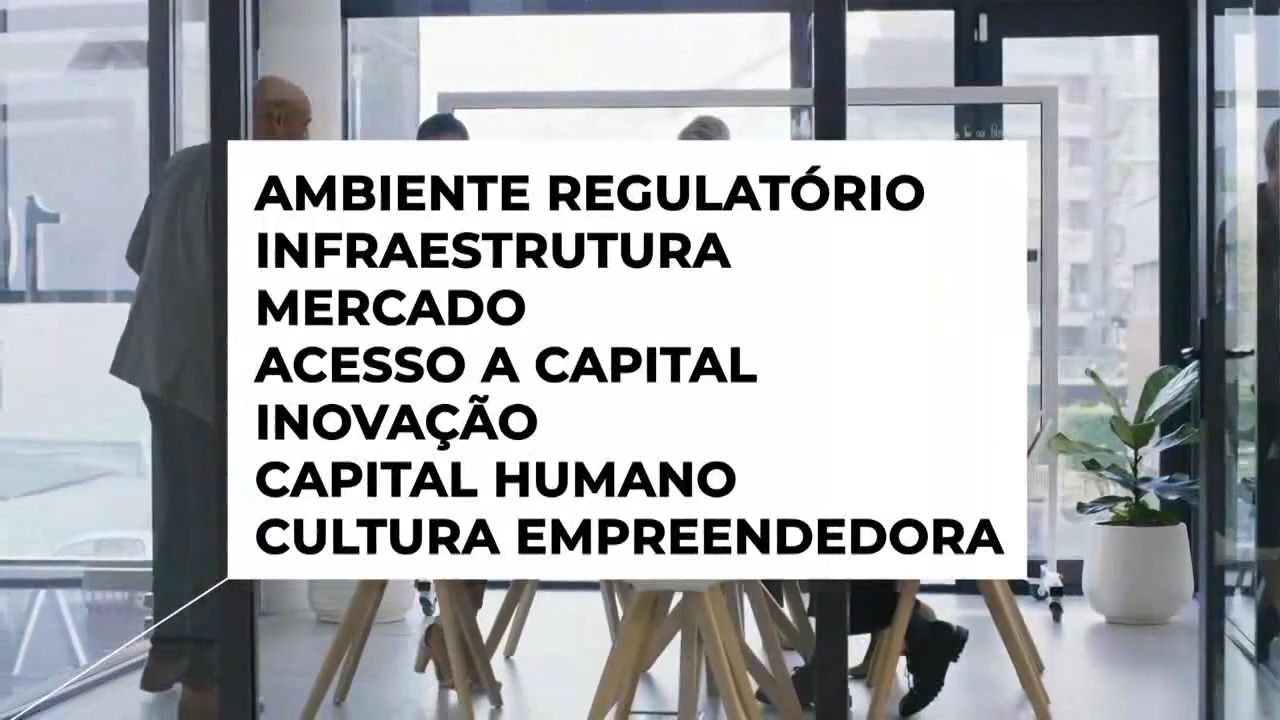 AMBIENTE REGULATÓRIO
INFRAESTRUTURA
MERCADO
ACESSO A CAPITAL
INOVAÇÃO
CAPITAL HUMANO
CULTURA EMPREENDEDORA